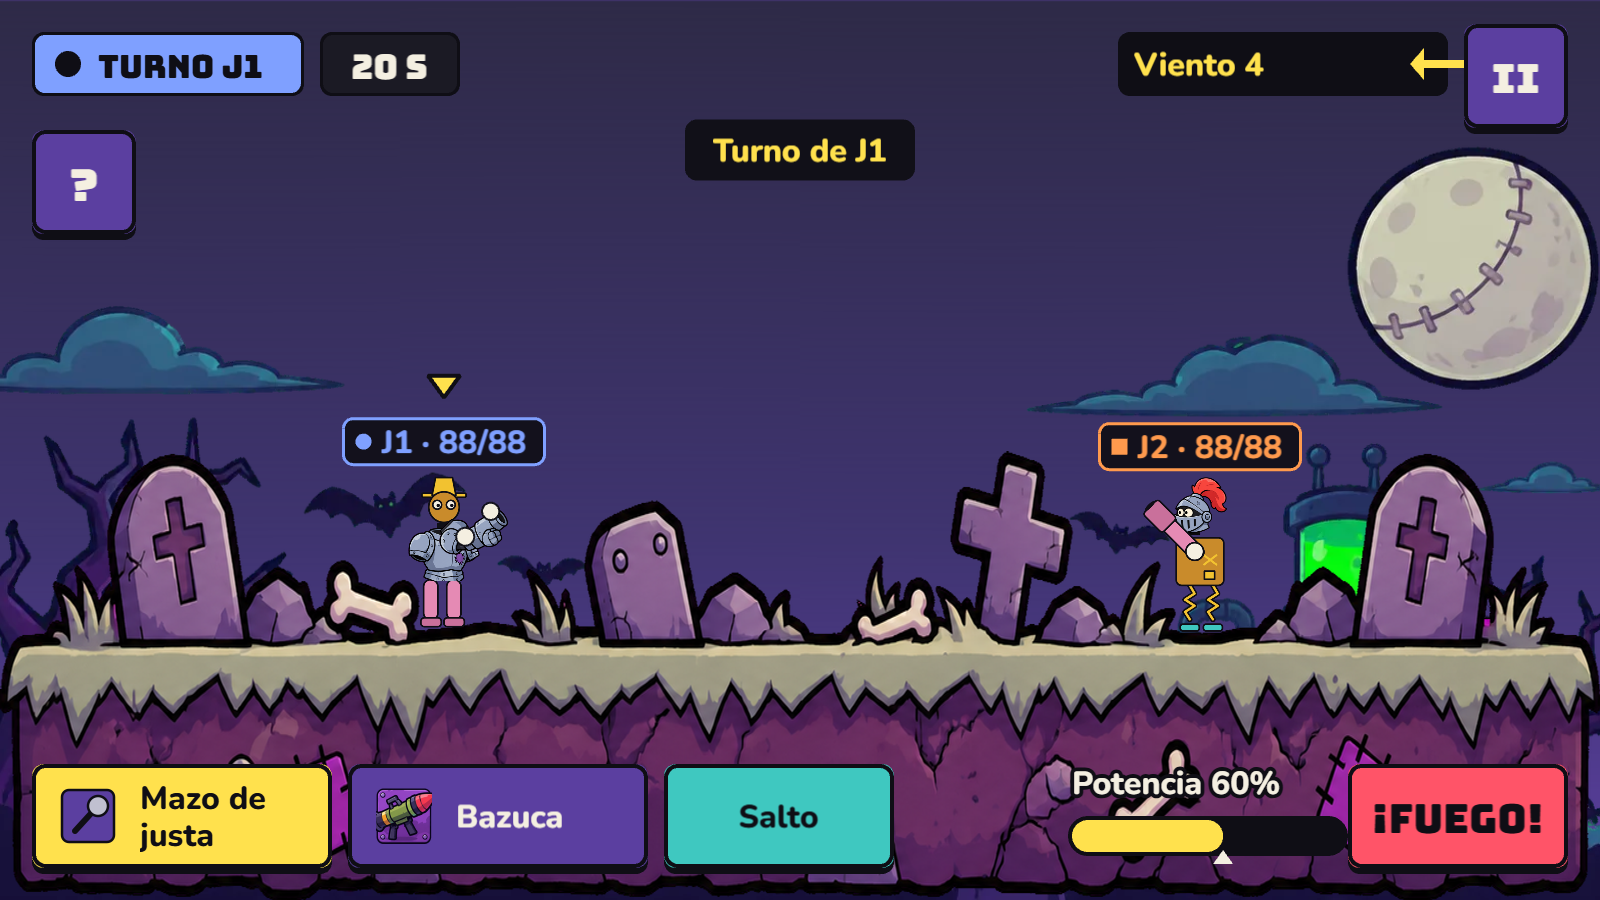 TURNO J1
20 S
Viento 4
II
?
Turno de J1
J1 · 88/88
J2 · 88/88
Mazo de
justa
Bazuca
Salto
Potencia 60%
¡FUEGO!